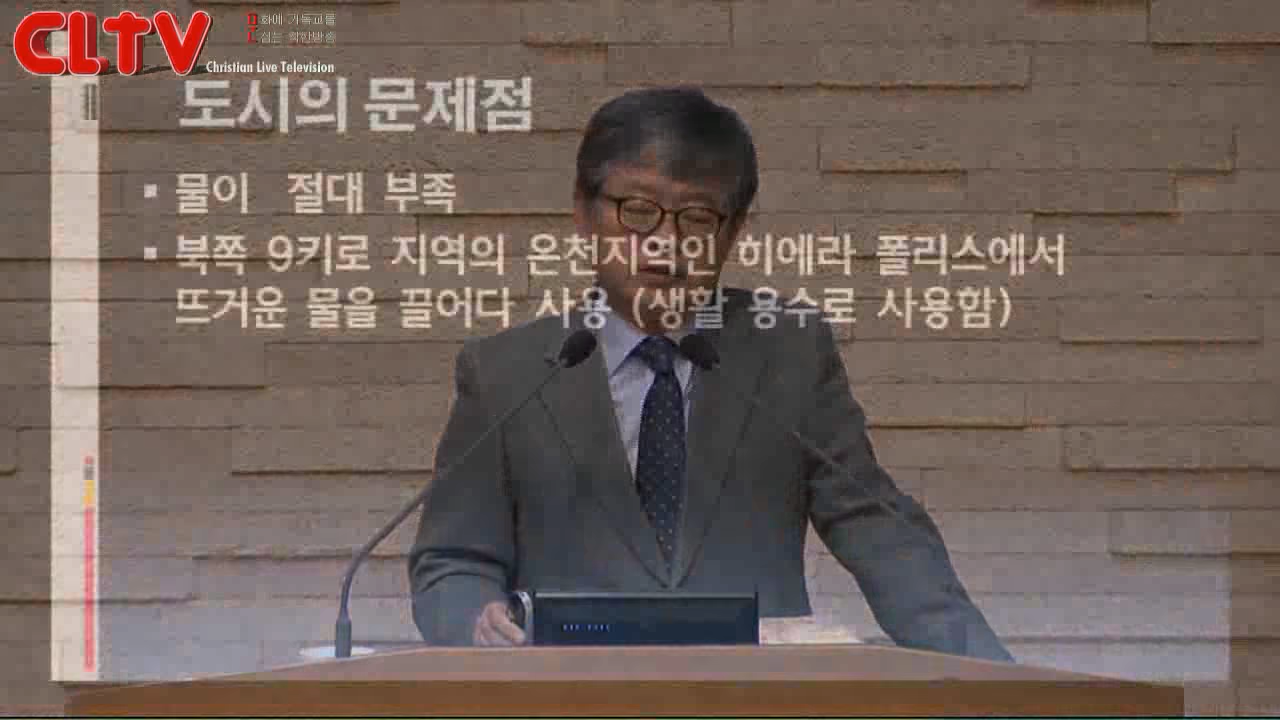 CLTV
Christian Live Television
도시의 문제점
▪ 물이 절대 부족
▪ 북쪽 9키로 지역의 온천지역인 히에라 폴리스에서
뜨거운 물을 끌어다 사용 (생활 용수로 사용함)